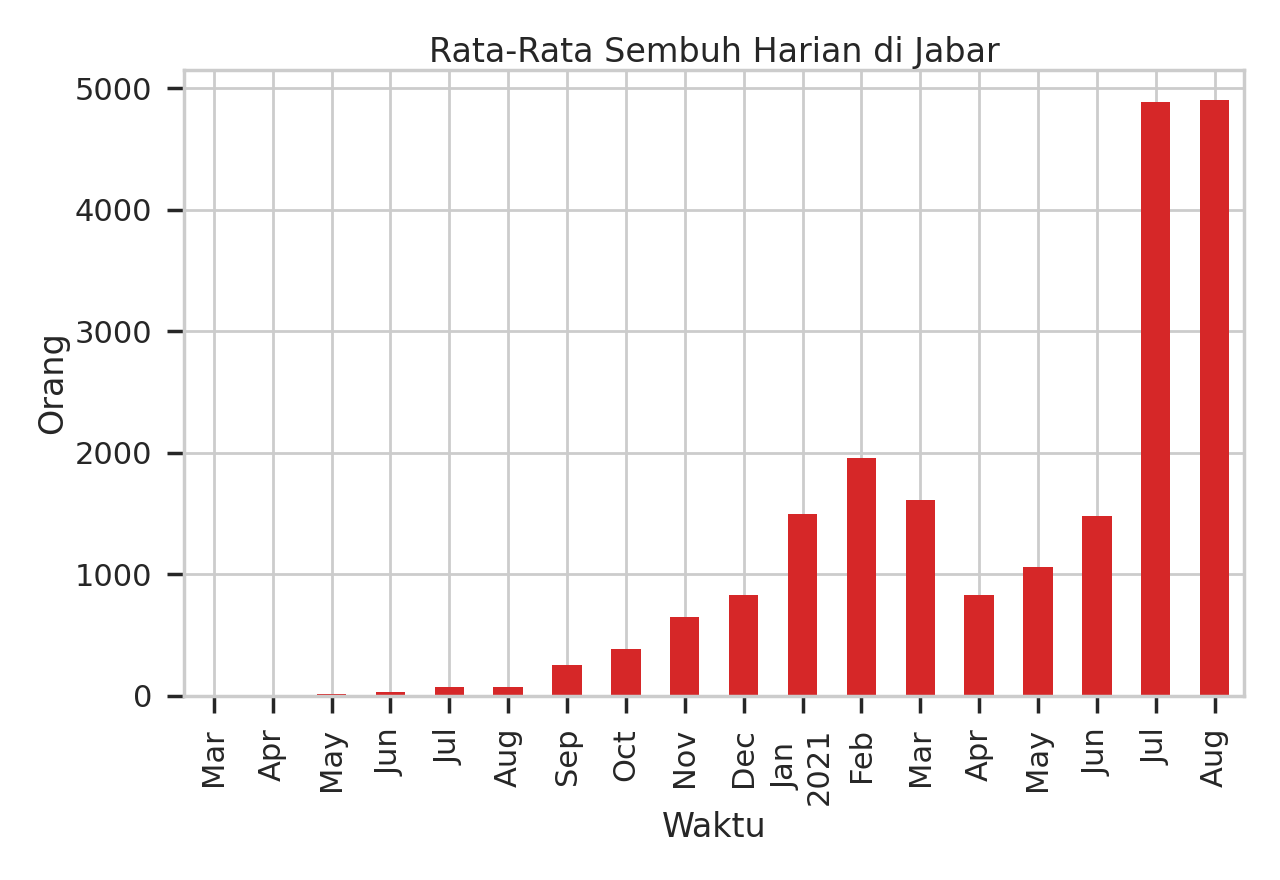 Rata-Rata Sembuh Harian di Jabar
5000
4000
3000
2000
1000
0
Orang
Mar
Apr
May
Jun
Jul
Aug
Sep
Oct
Nov
Dec
Jan
2021
Feb
Mar
Apr
May
Jun
Jul
Aug
Waktu